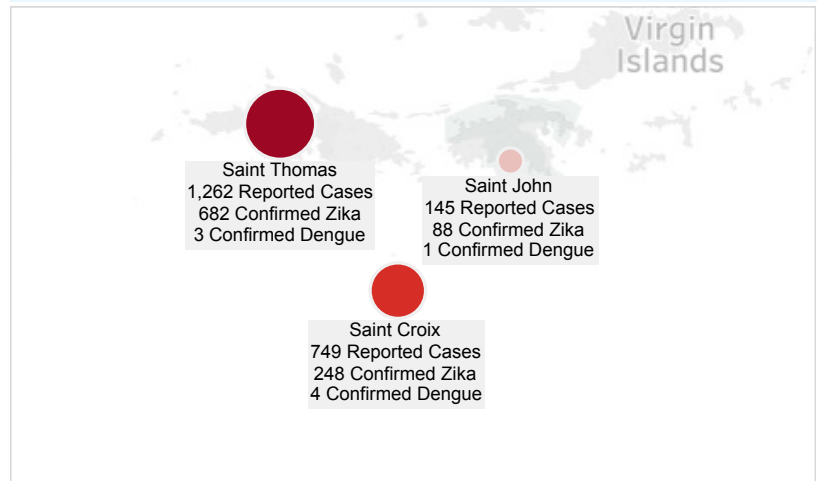 Virgin
Islands
Saint Thomas
1,262 Reported Cases
682 Confirmed Zika
3 Confirmed Dengue
Saint John
145 Reported Cases
88 Confirmed Zika
1 Confirmed Dengue
Saint Croix
749 Reported Cases
248 Confirmed Zika
4 Confirmed Dengue